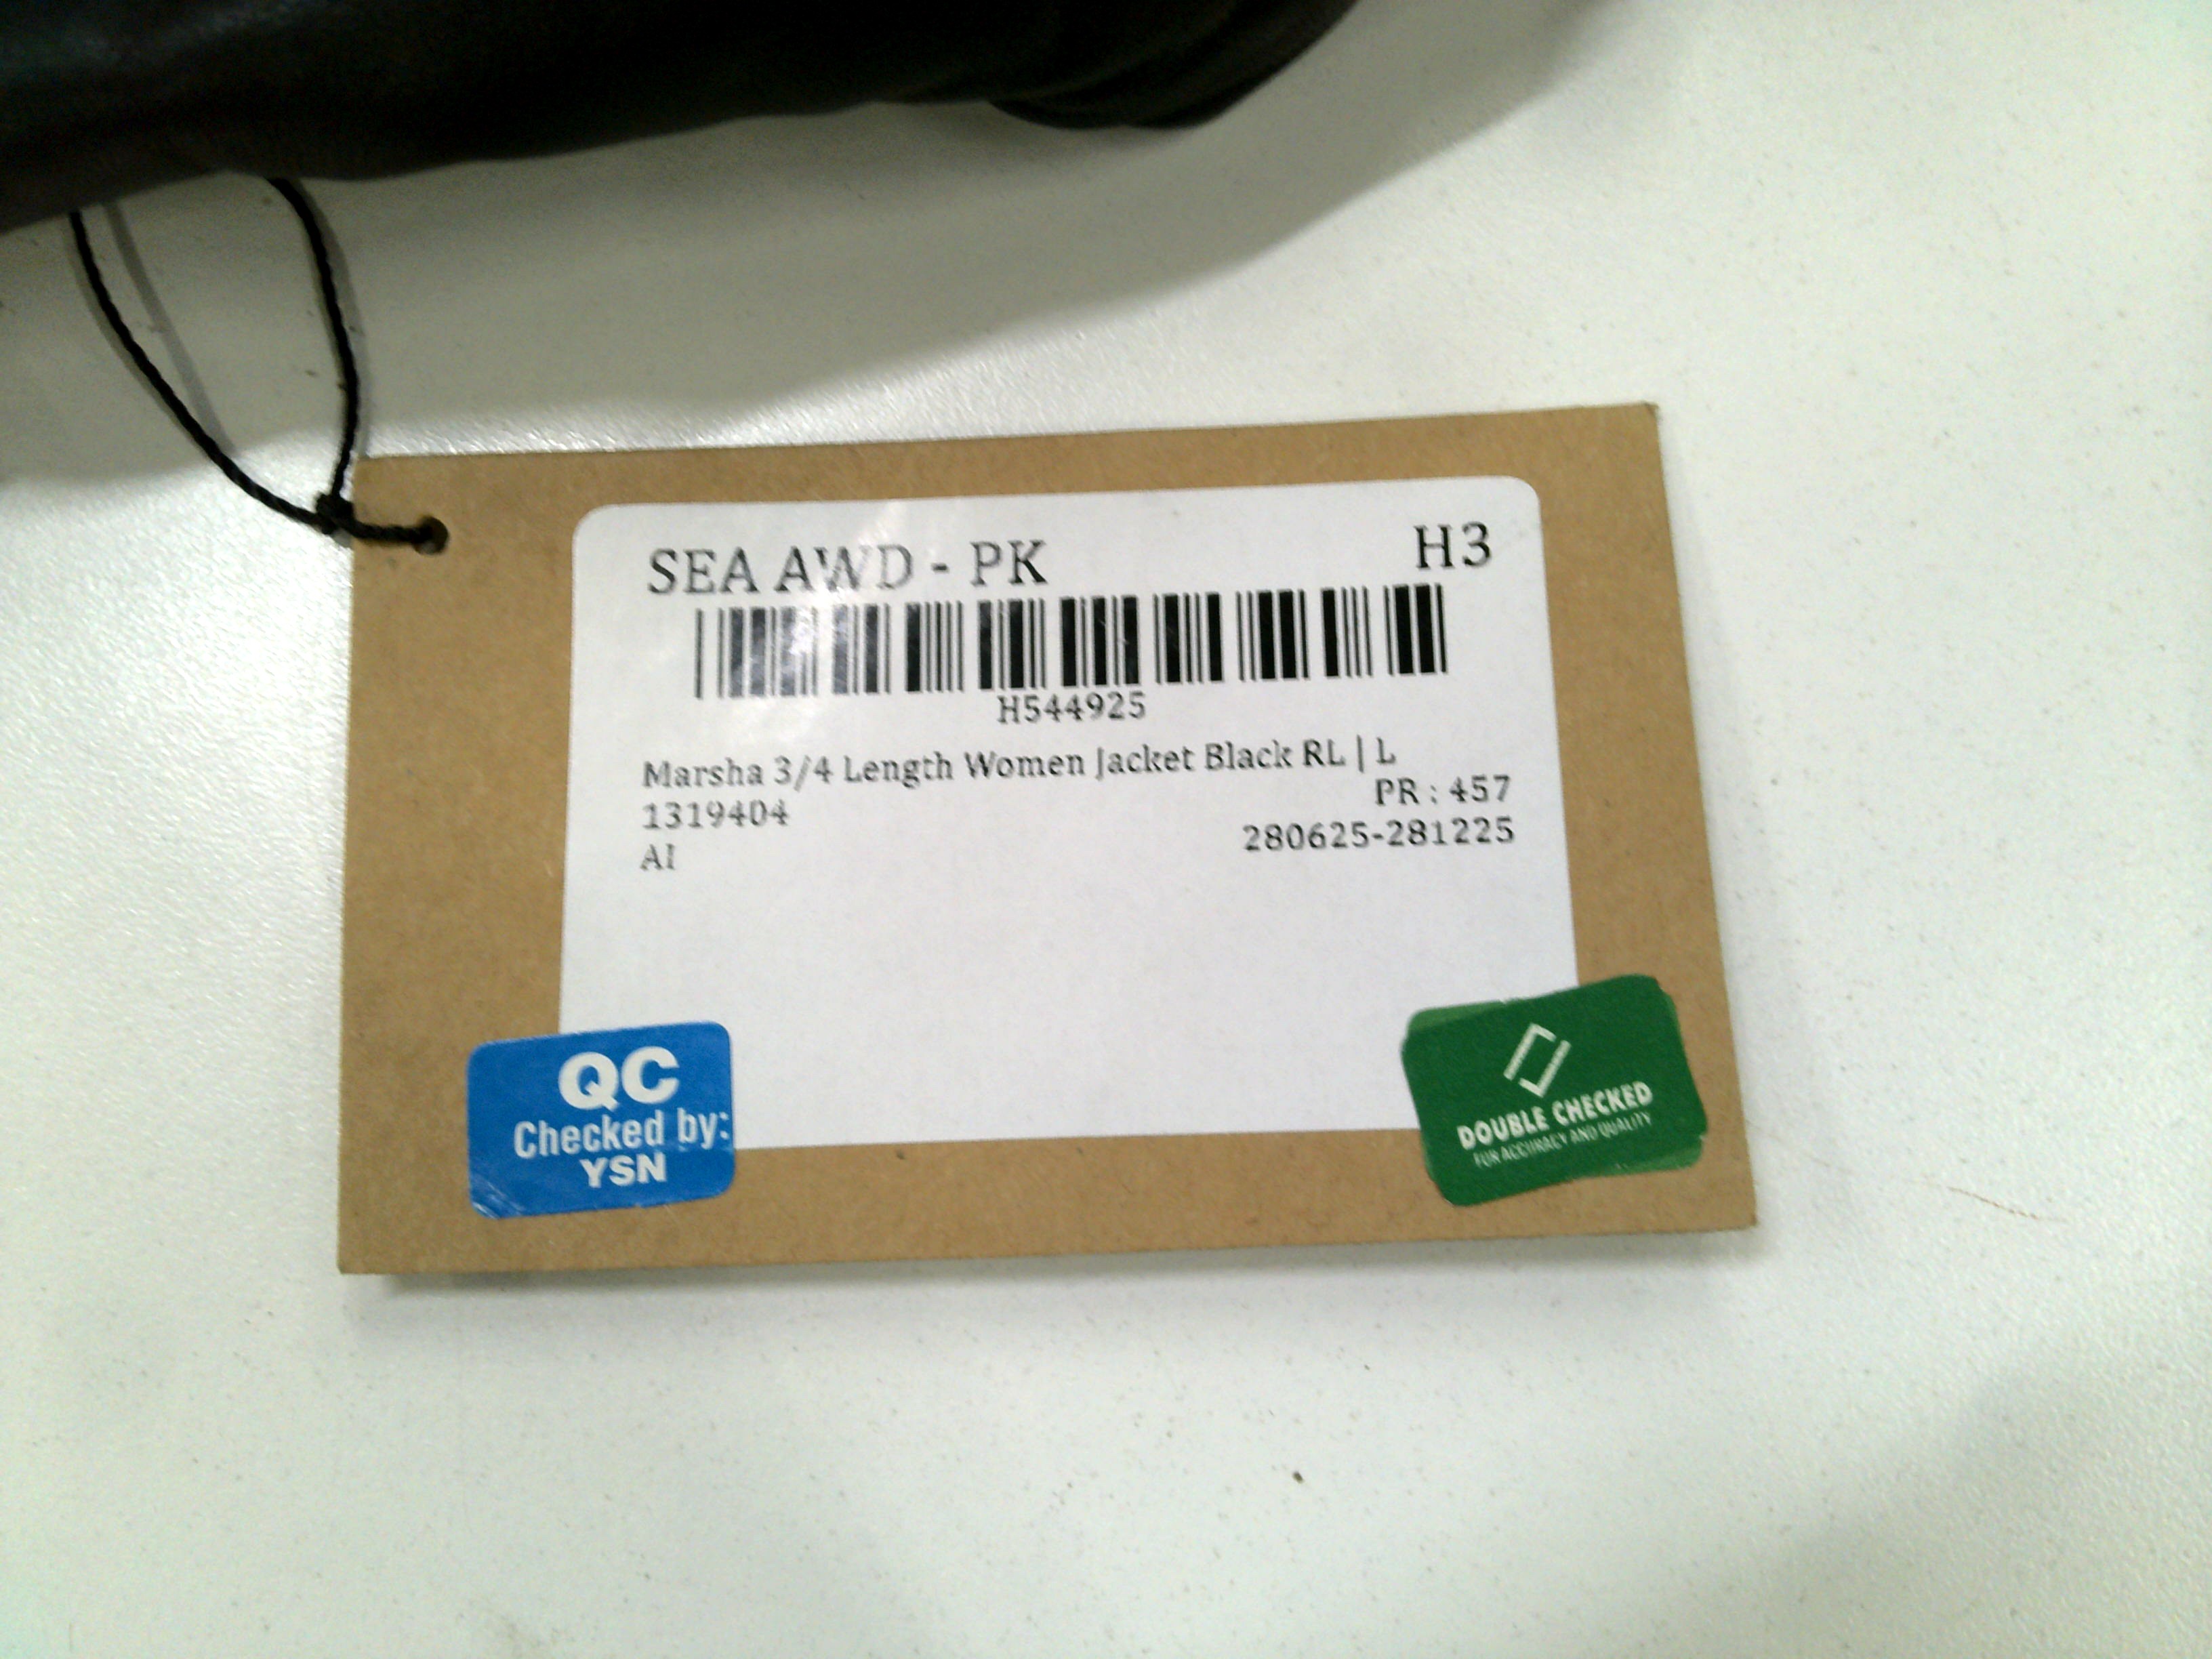 SEA AWD - PK
H3
H544925
Marsha 3/4 Length Women Jacket Black RL | L
PR : 457
1319404
280625-281225
AI
QC
Checked by:
YSN
DOUBLE CHECKED
FOR ACCURACY AND QUALITY